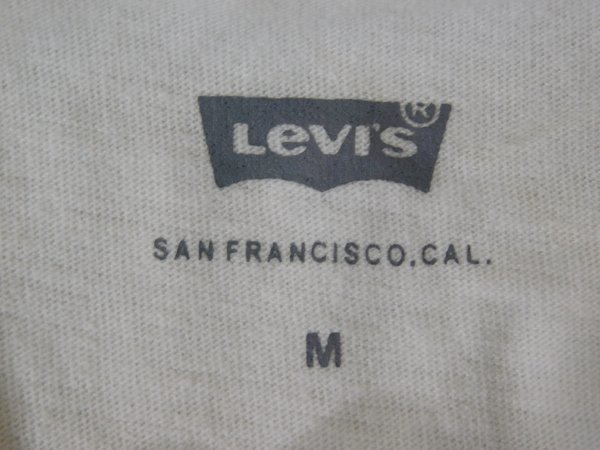 Levi's®
SAN FRANCISCO, CAL.
M